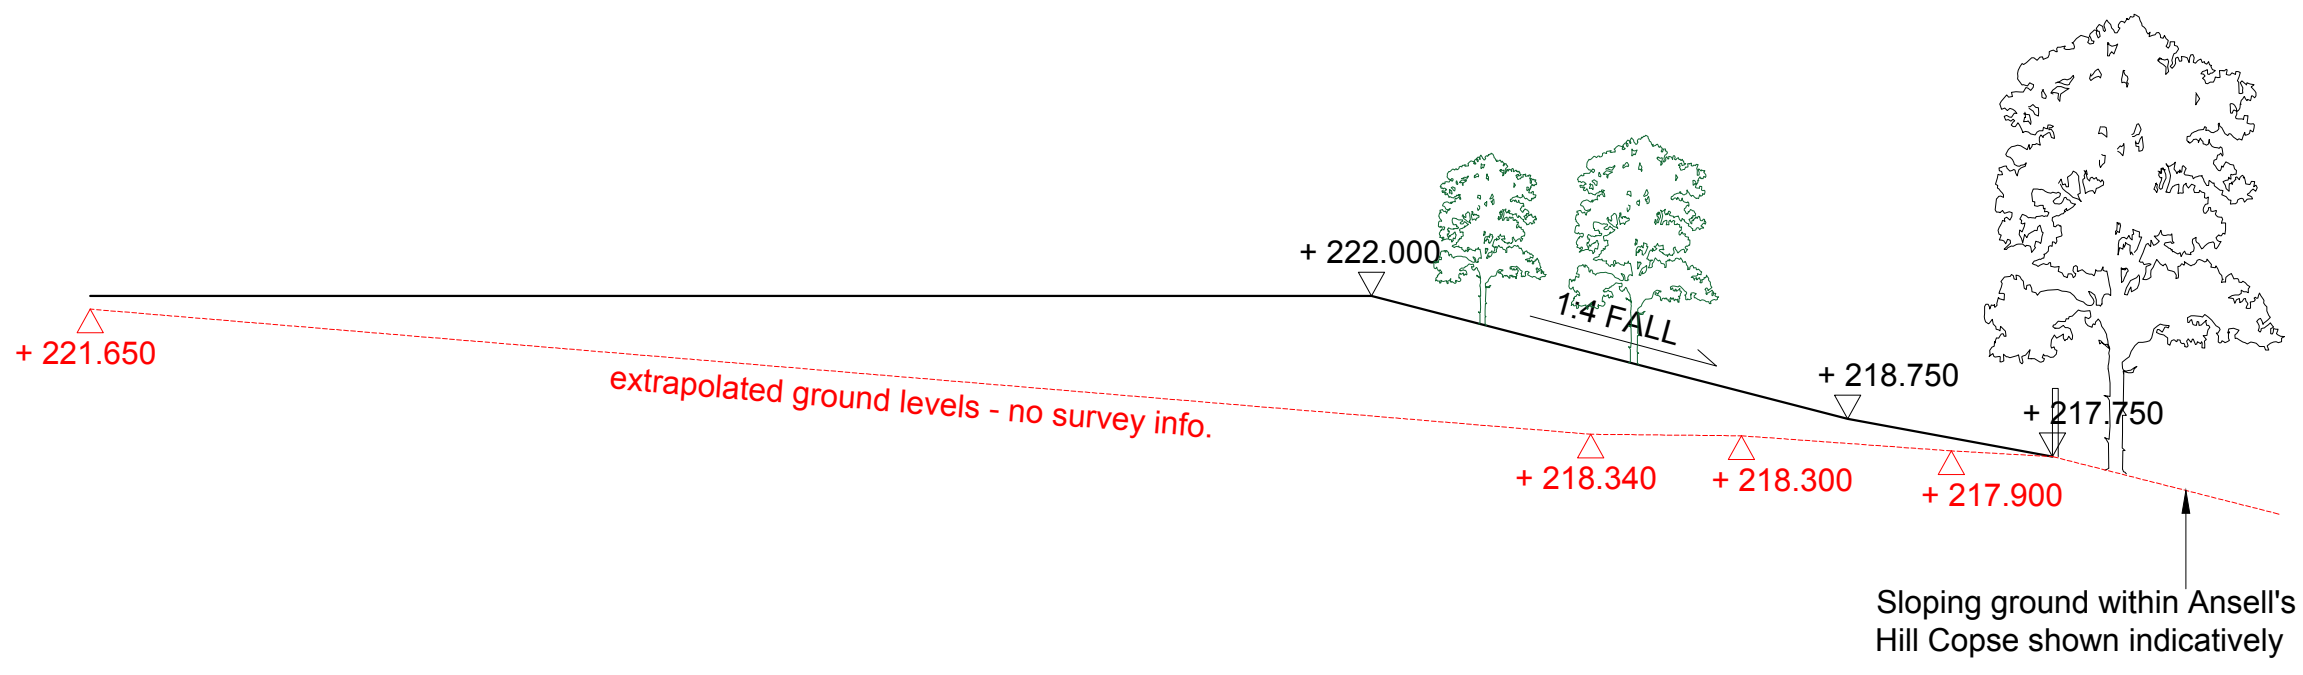 + 222.000
1:4 FALL
+ 221.650
extrapolated ground levels - no survey info.
+ 218.750
+ 217.750
+ 218.340
+ 218.300
+ 217.900
Sloping ground within Ansell's
Hill Copse shown indicatively